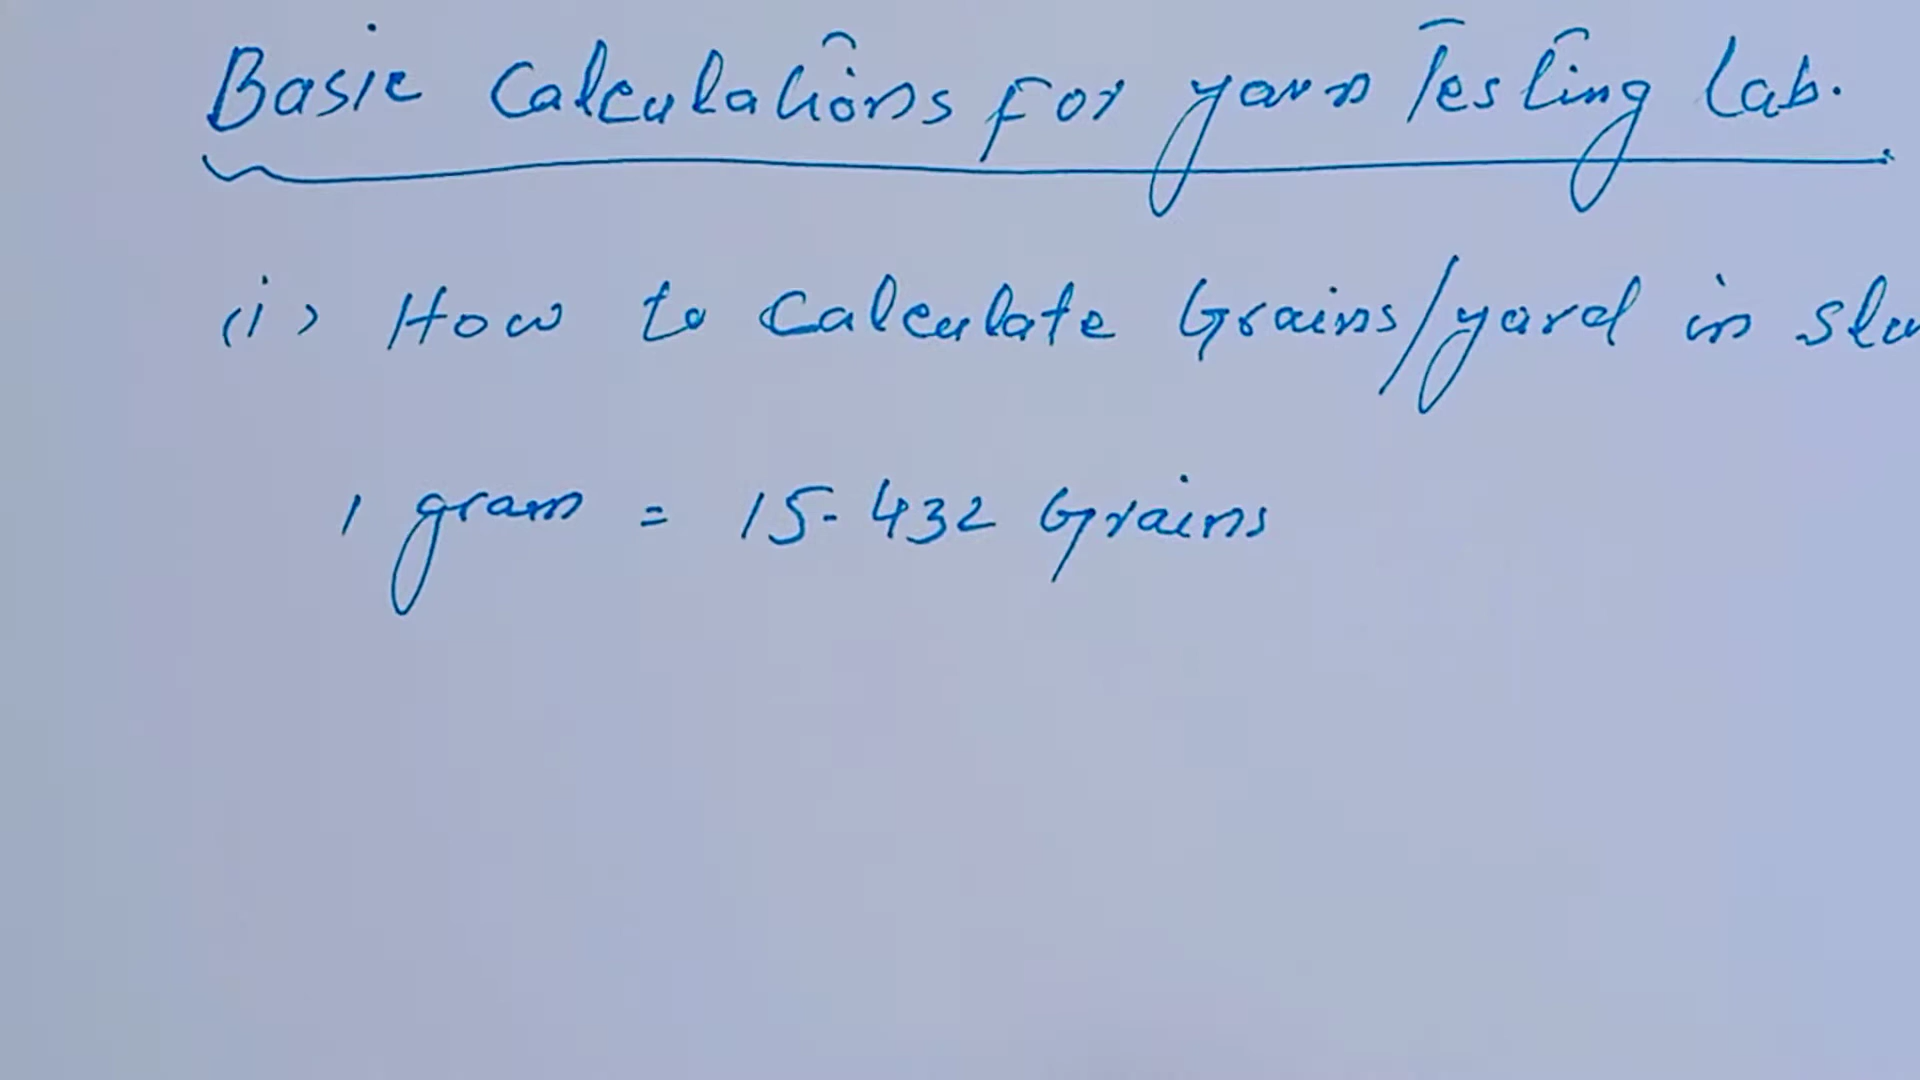 Basic Calculations For yarn Testing Lab.
(i) How to Calculate Grains/yard in
1 gram = 15.432 Grains